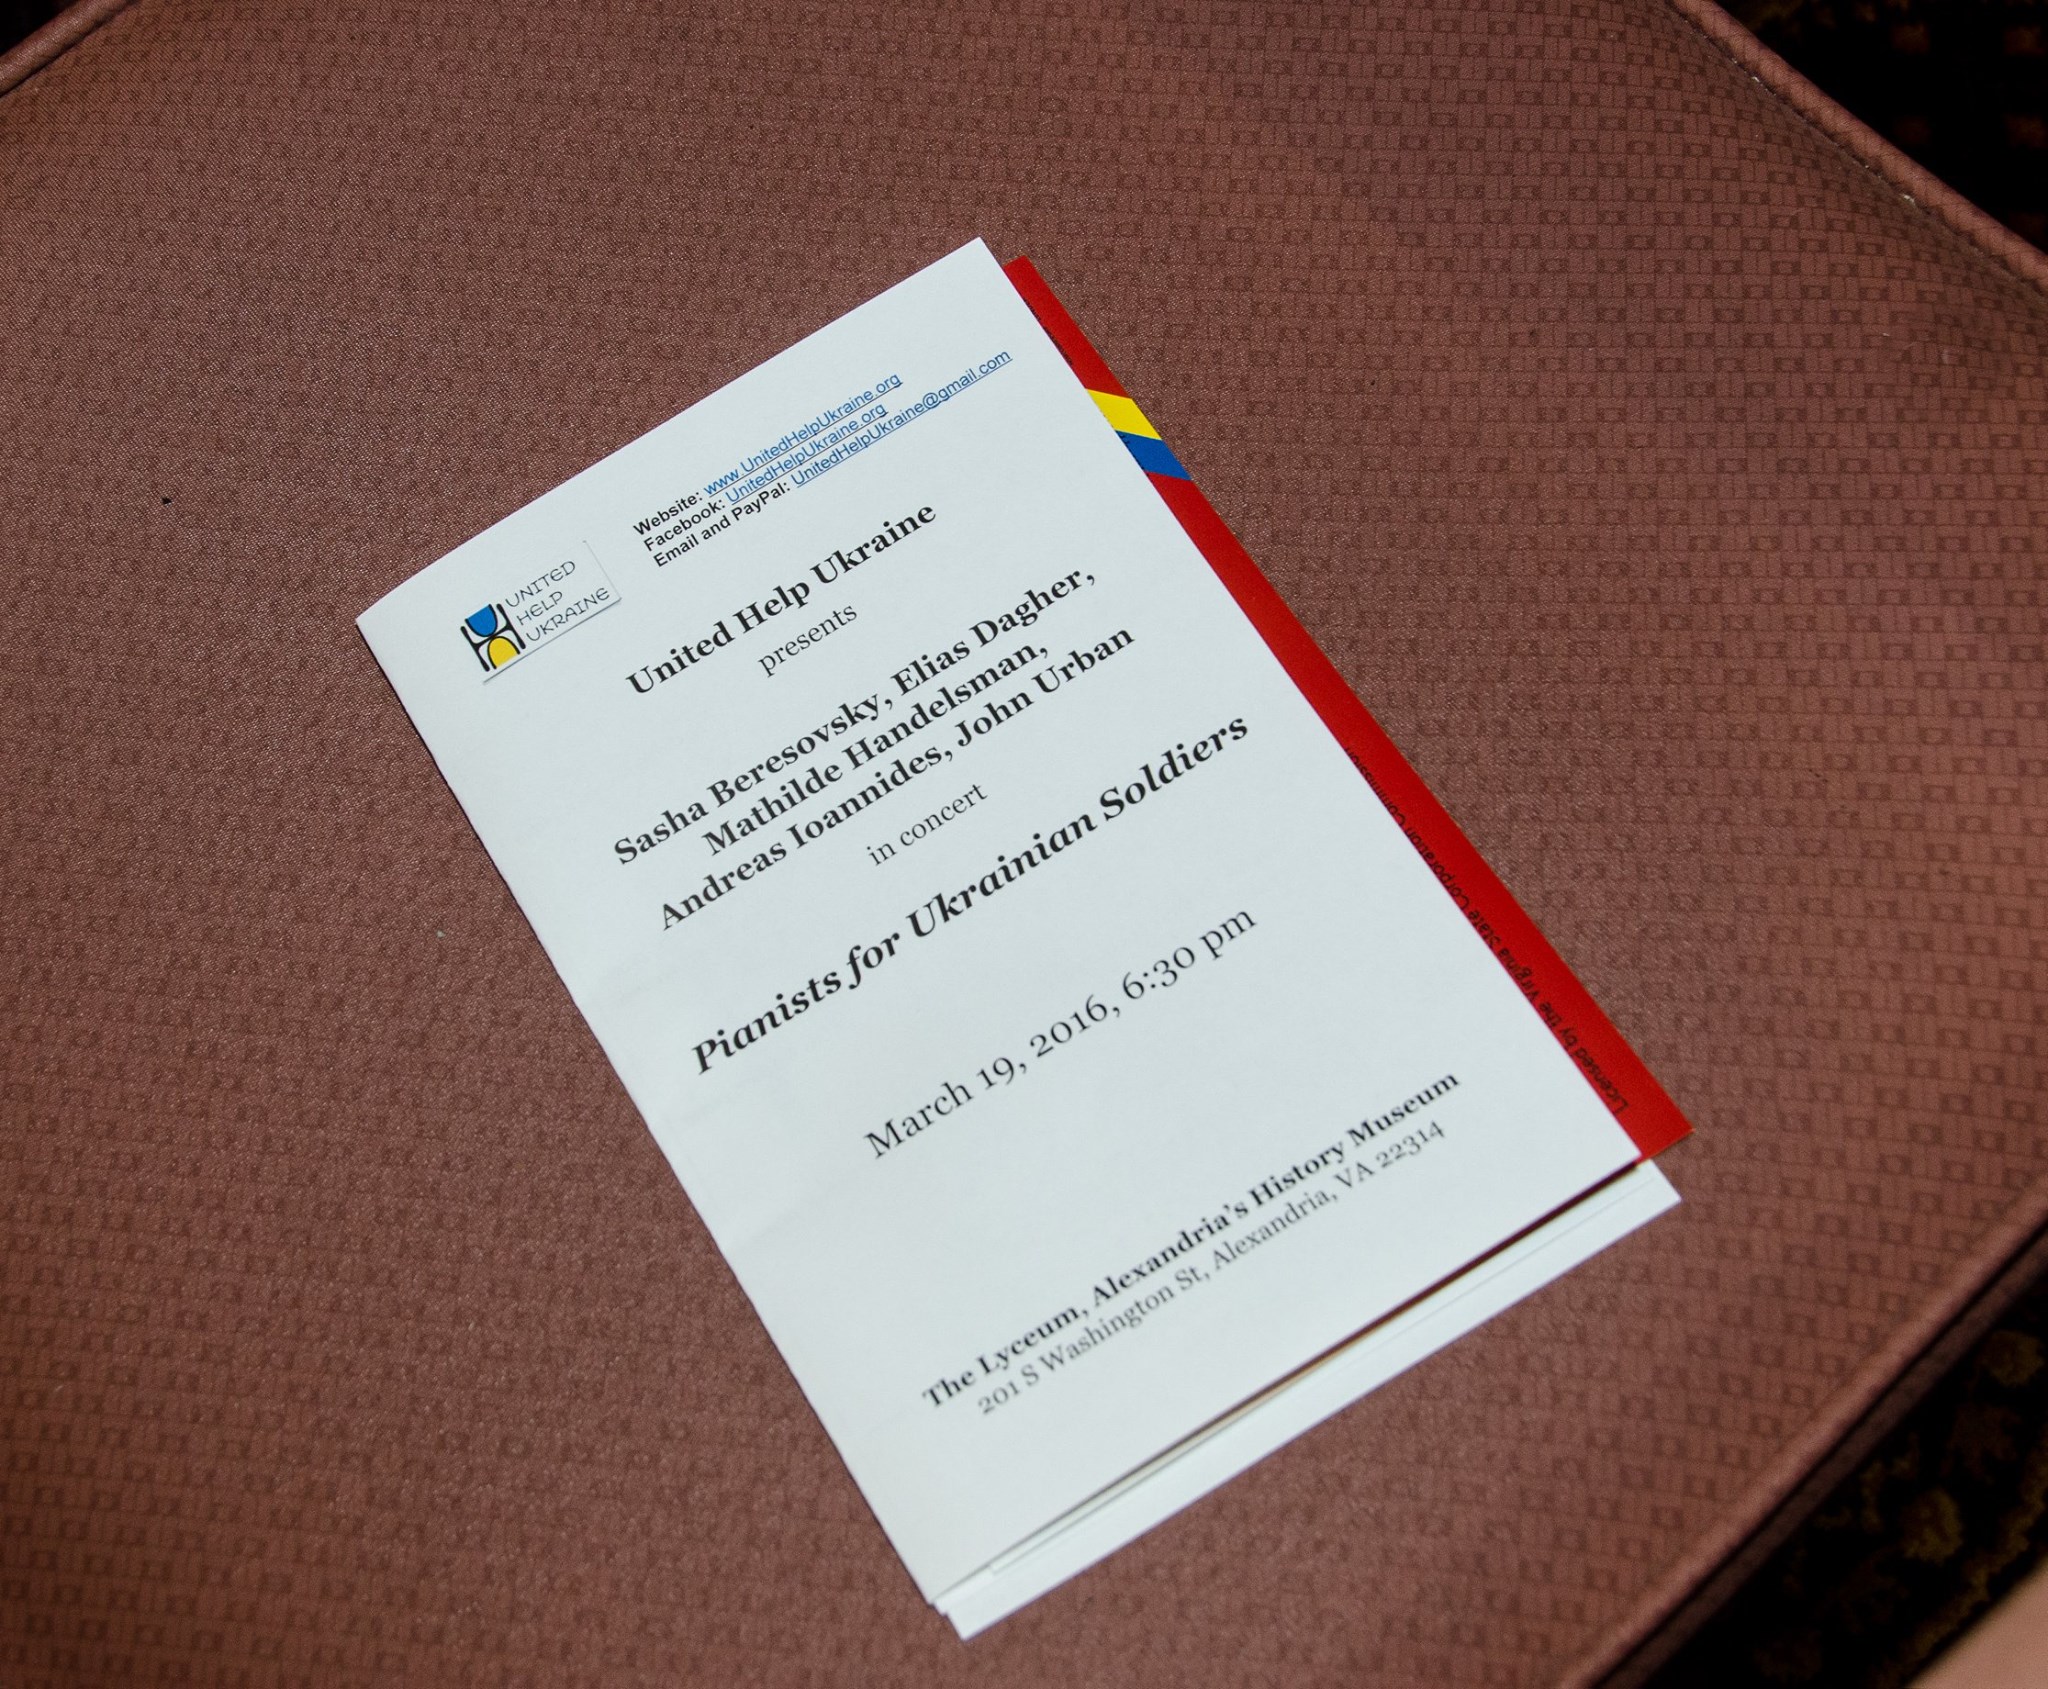 Website: www.UnitedHelpUkraine.org
Facebook: UnitedHelpUkraine.org
Email and PayPal: UnitedHelpUkraine@gmail.com
UNITED
HELP
UKRAINE
United Help Ukraine
presents
Sasha Beresovsky, Elias Dagher,
Mathilde Handelsman,
Andreas Ioannides, John Urban
in concert
Pianists for Ukrainian Soldiers
March 19, 2016, 6:30 pm
The Lyceum, Alexandria's History Museum
201 S Washington St, Alexandria, VA 22314
Licensed by the Virginia State Corporation Commission